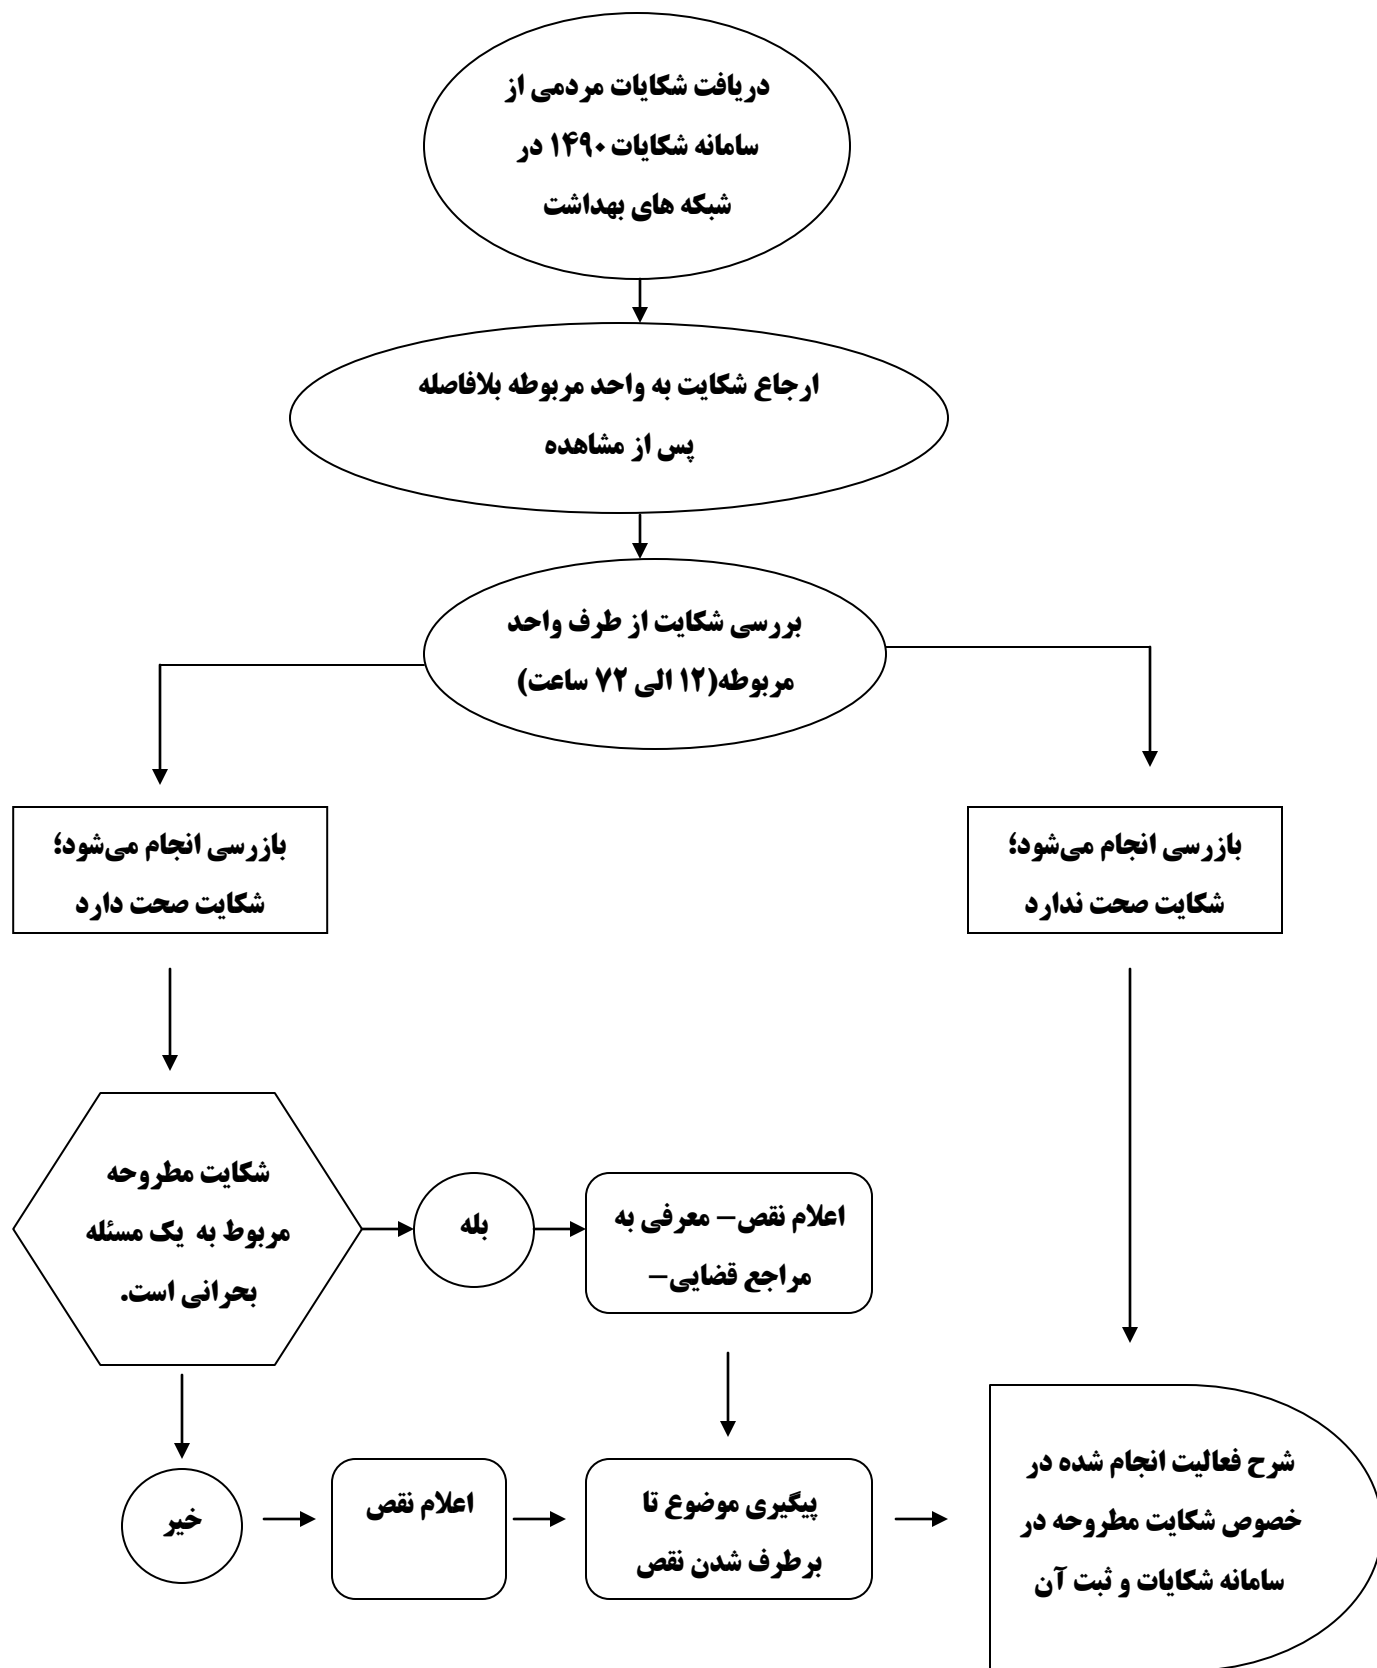 دریافت شکایات مردمی از
سامانه شکایات ۱۴۹۰ در
شبکه های بهداشت
ارجاع شکایت به واحد مربوطه بلافاصله
پس از مشاهده
بررسی شکایت از طرف واحد
مربوطه(۱۲ الی ۷۲ ساعت)
بازرسی انجام می‌شود؛
شکایت صحت ندارد
بازرسی انجام می‌شود؛
شکایت صحت دارد
شکایت مطروحه
مربوط به یک مسئله
بحرانی است.
بله
اعلام نقص– معرفی به
مراجع قضایی–
خیر
اعلام نقص
پیگیری موضوع تا
برطرف شدن نقص
شرح فعالیت انجام شده در
خصوص شکایت مطروحه در
سامانه شکایات و ثبت آن